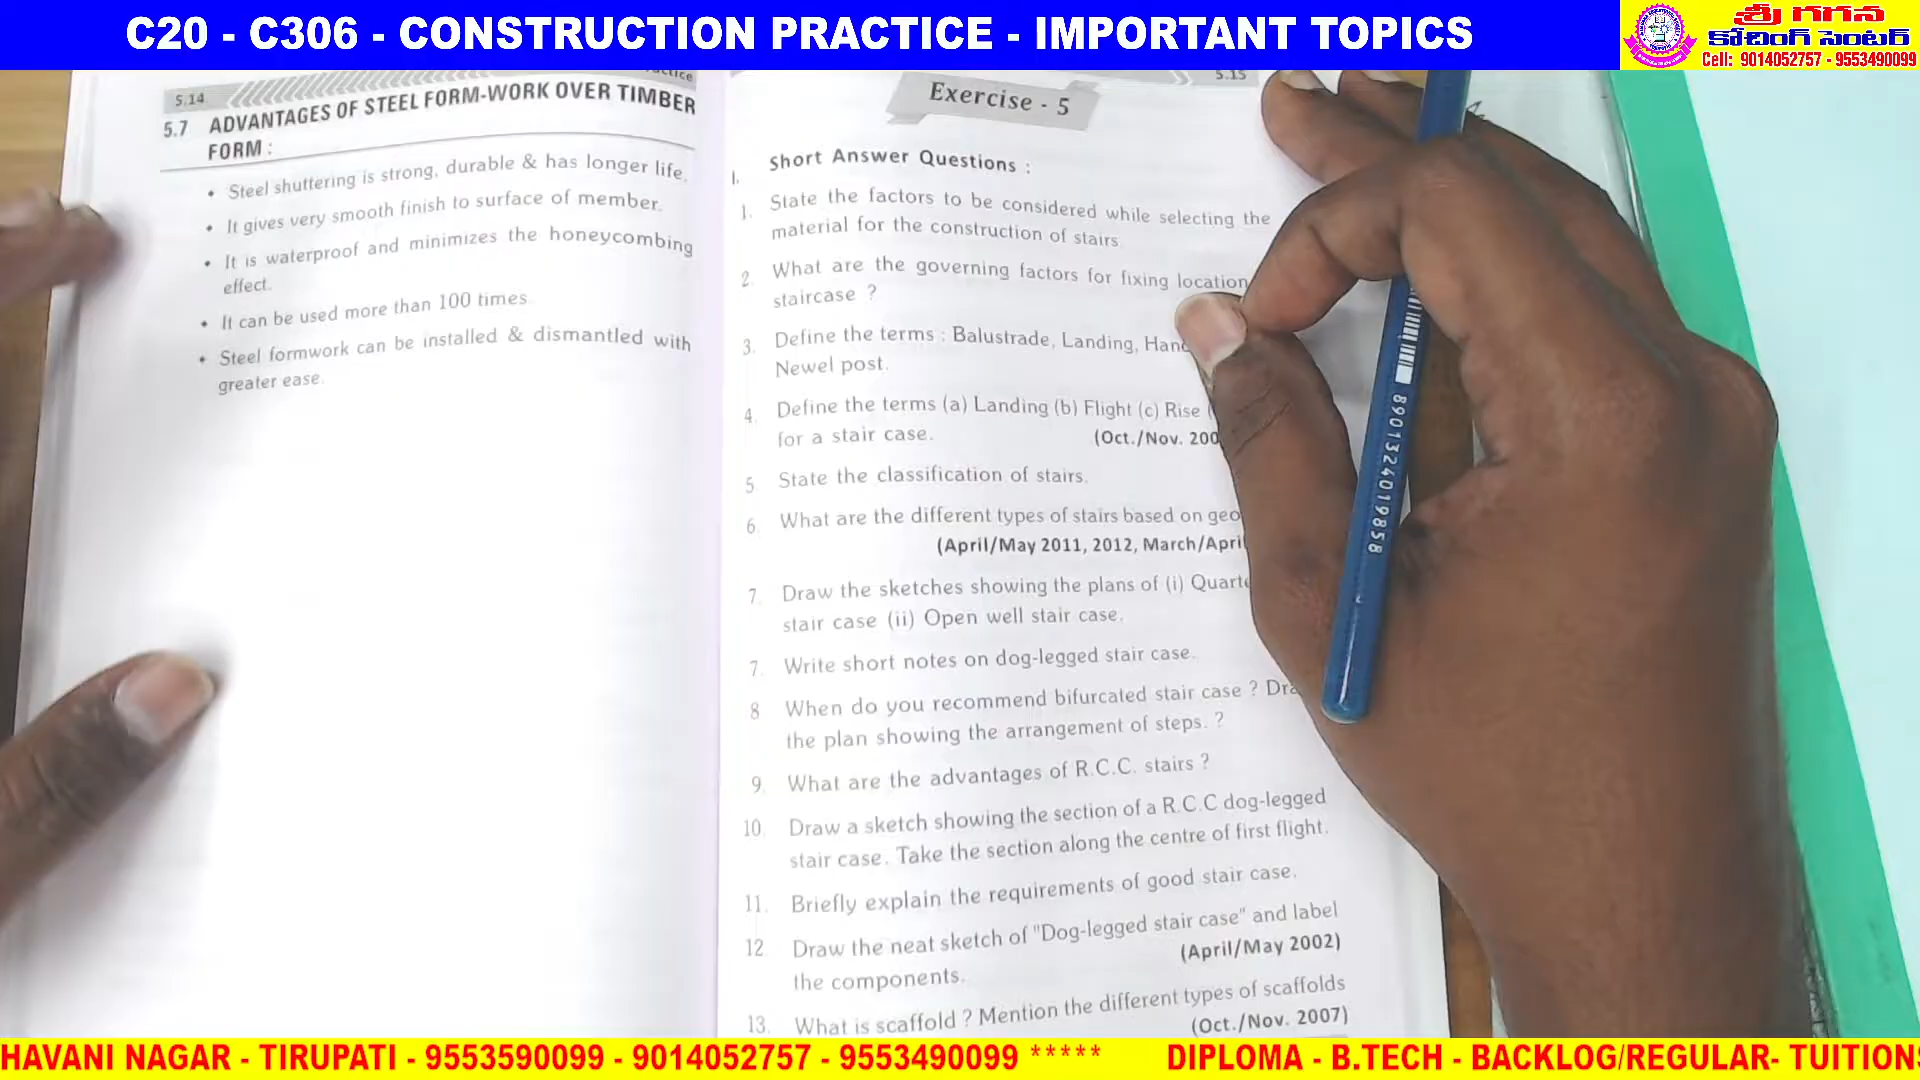 C20 - C306 - CONSTRUCTION PRACTICE - IMPORTANT TOPICS
శ్రీ గగన
కోచింగ్ సెంటర్
Cell: 9014052757 - 9553490099
5.14
5.7 ADVANTAGES OF STEEL FORM-WORK OVER TIMBER
FORM :
• Steel shuttering is strong, durable & has longer life.
• It gives very smooth finish to surface of member.
• It is waterproof and minimizes the honeycombing
effect.
• It can be used more than 100 times.
• Steel formwork can be installed & dismantled with
greater ease.
5.15
Exercise - 5
I. Short Answer Questions :
1. State the factors to be considered while selecting the
material for the construction of stairs.
2. What are the governing factors for fixing location
staircase ?
3. Define the terms : Balustrade, Landing,
Newel post.
4. Define the terms (a) Landing (b) Flight (c) Rise
for a stair case.
(Oct./Nov.
5 State the classification of stairs.
6. What are the different types of stairs based on
(April/May 2011, 2012,
7. Draw the sketches showing the plans of (i)
stair case (ii) Open well stair case.
7. Write short notes on dog-legged stair case.
8 When do you recommend bifurcated stair case ?
the plan showing the arrangement of steps. ?
9. What are the advantages of R.C.C. stairs ?
10. Draw a sketch showing the section of a R.C.C dog-legged
stair case. Take the section along the centre of first flight.
11. Briefly explain the requirements of good stair case.
12. Draw the neat sketch of "Dog-legged stair case" and label
the components.
(April/May 2002)
13. What is scaffold ? Mention the different types of scaffolds
(Oct./Nov. 2007)
8901324019858
HAVANI NAGAR - TIRUPATI - 9553590099 - 9014052757 - 9553490099 ***** DIPLOMA - B.TECH - BACKLOG/REGULAR- TUITION